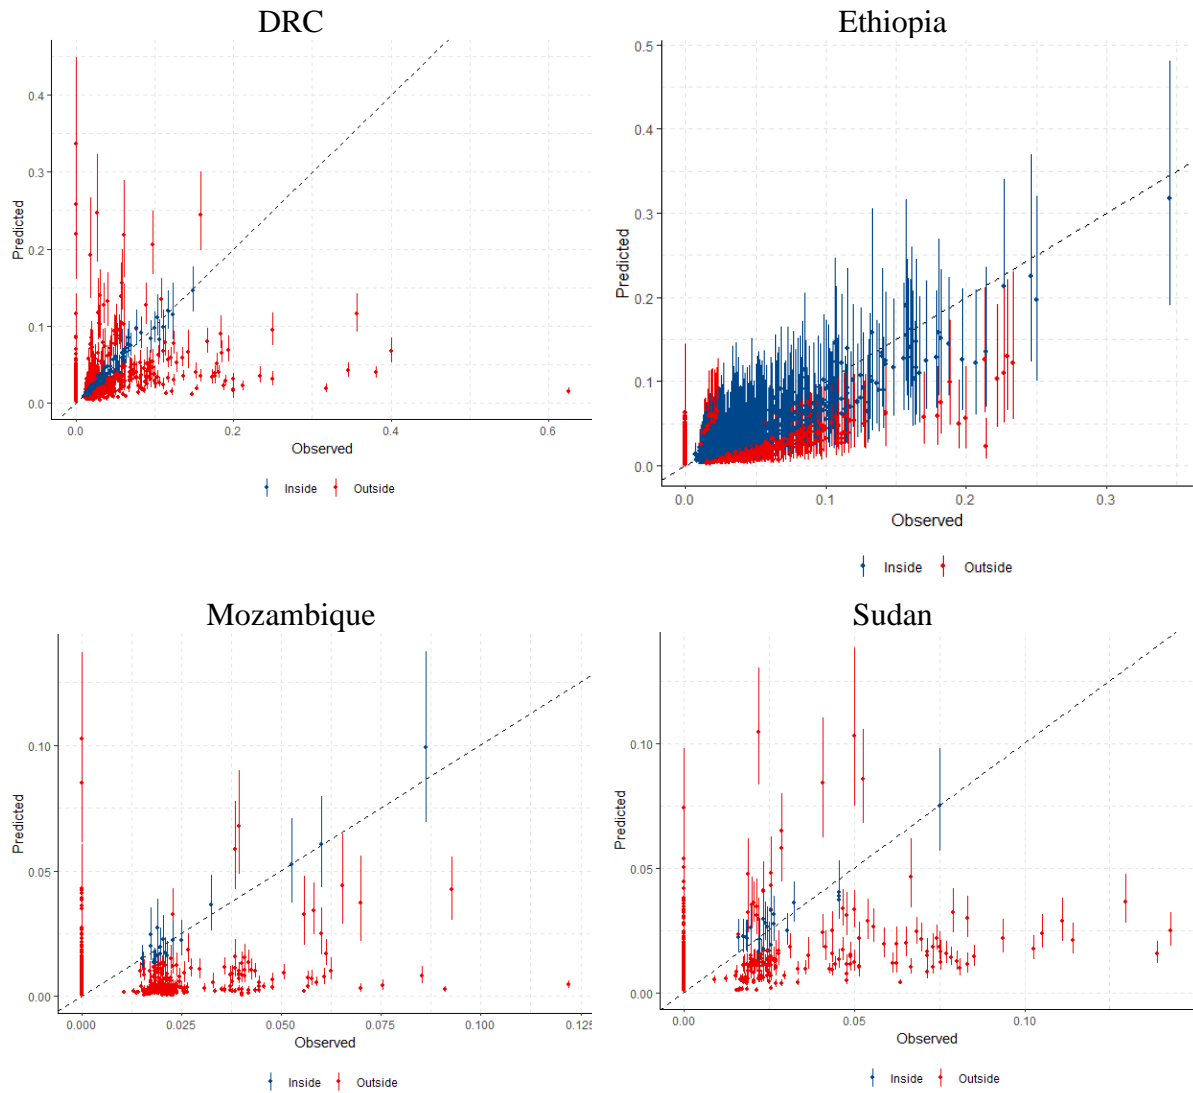 DRC
Predicted
0.4
0.3
0.2
0.1
0.0
0.0 0.2 0.4 0.6
Observed
Inside Outside
Ethiopia
Predicted
0.5
0.4
0.3
0.2
0.1
0.0
0.0 0.1 0.2 0.3
Observed
Inside Outside
Mozambique
Predicted
0.10
0.05
0.00
0.000 0.025 0.050 0.075 0.100 0.125
Observed
Inside Outside
Sudan
Predicted
0.10
0.05
0.00
0.00 0.05 0.10
Observed
Inside Outside